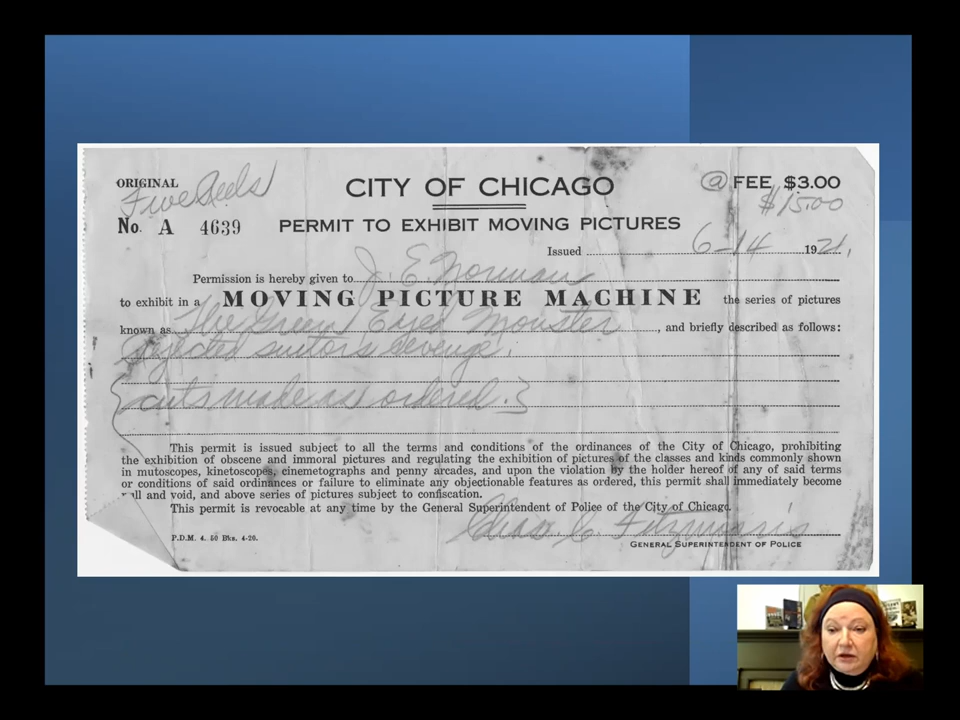 ORIGINAL
Five Reels
CITY OF CHICAGO
@ FEE $3.00
$15.00
No. A 4639
PERMIT TO EXHIBIT MOVING PICTURES
Issued 6-14 1921,
Permission is hereby given to J. E. Norman
to exhibit in a MOVING PICTURE MACHINE the series of pictures
known as The Green Eyed Monster, and briefly described as follows:
Rejected suitors revenge.
{cuts made as ordered.}
This permit is issued subject to all the terms and conditions of the ordinances of the City of Chicago, prohibiting
the exhibition of obscene and immoral pictures and regulating the exhibition of pictures of the classes and kinds commonly shown
in mutoscopes, kinetoscopes, cinemetographs and penny arcades, and upon the violation by the holder hereof of any of said terms
or conditions of said ordinances or failure to eliminate any objectionable features as ordered, this permit shall immediately become
and void, and above series of pictures subject to confiscation.
This permit is revocable at any time by the General Superintendent of Police of the City of Chicago.
Chas C. Fitzmorris
P.D.M. 4. 50 Bks. 4-20.
GENERAL SUPERINTENDENT OF POLICE